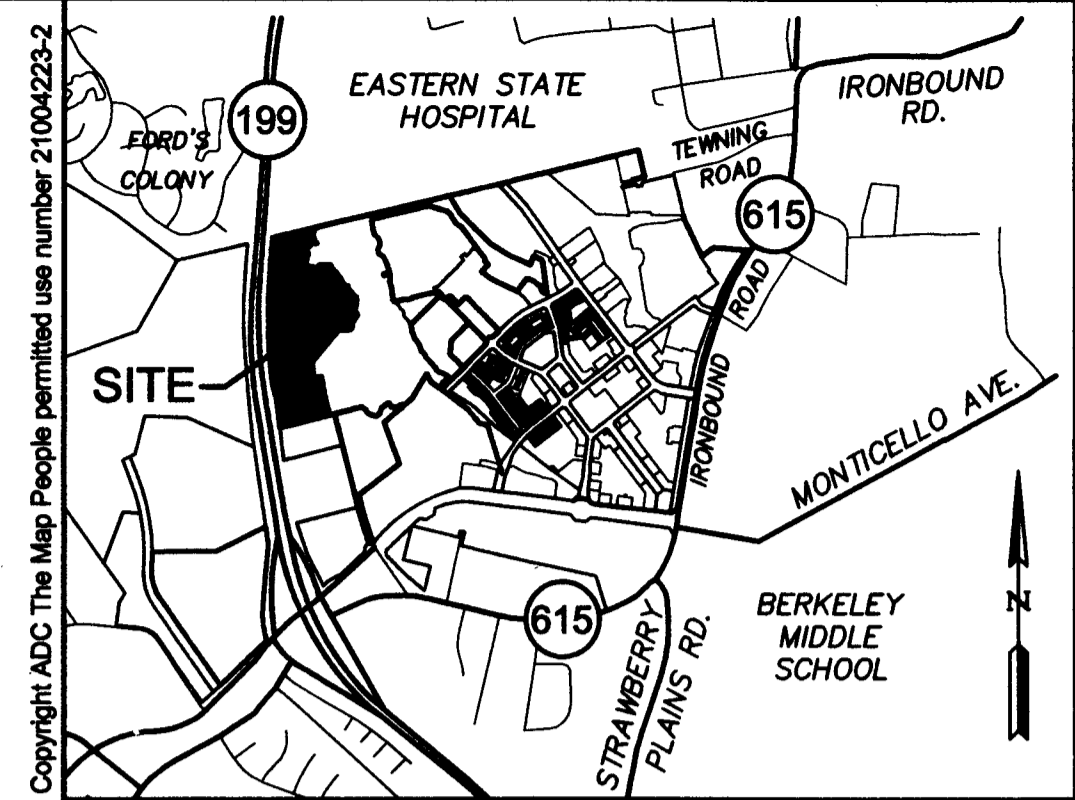 Copyright ADC The Map People permitted use number 21004223-2
199
EASTERN STATE
HOSPITAL
IRONBOUND
RD.
FORD'S
COLONY
TEWNING
ROAD
615
ROAD
IRONBOUND
SITE
MONTICELLO AVE.
615
STRAWBERRY
PLAINS RD.
BERKELEY
MIDDLE
SCHOOL
N